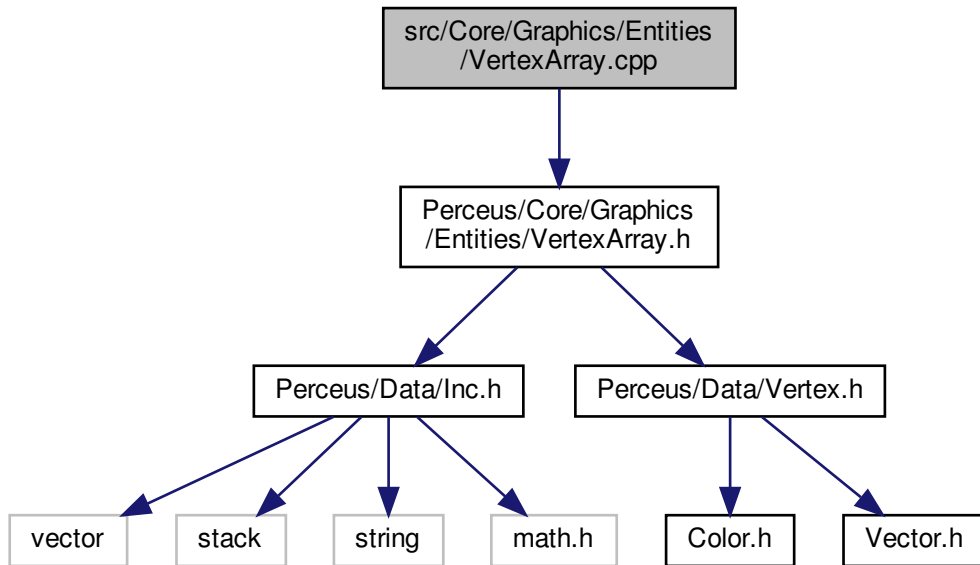 src/Core/Graphics/Entities
/VertexArray.cpp
Perceus/Core/Graphics
/Entities/VertexArray.h
Perceus/Data/Inc.h
Perceus/Data/Vertex.h
vector
stack
string
math.h
Color.h
Vector.h